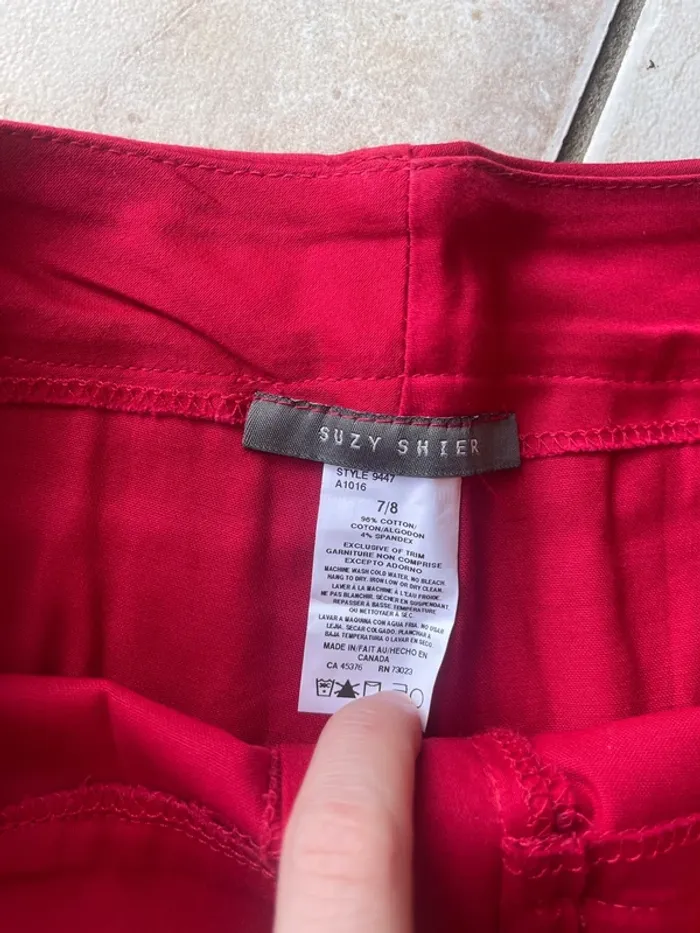 SUZY SHIER
STYLE 9447
A1016
7/8
96% COTTON/
COTON/ALGODON
4% SPANDEX
EXCLUSIVE OF TRIM
GARNITURE NON COMPRISE
EXCEPTO ADORNO
MACHINE WASH COLD WATER, NO BLEACH.
HANG TO DRY. IRON LOW OR DRY CLEAN.
LAVER À LA MACHINE À L'EAU FROIDE.
NE PAS BLANCHIR. SÉCHER EN SUSPENDANT.
REPASSER À BASSE TEMPÉRATURE
OU NETTOYER À SEC.
LAVAR A MAQUINA CON AGUA FRIA. NO USAR
LEJIA. SECAR COLGADO. PLANCHAR A
BAJA TEMPERATURA O LAVAR EN SECO.
MADE IN/FAIT AU/HECHO EN
CANADA
CA 45376 RN 73023